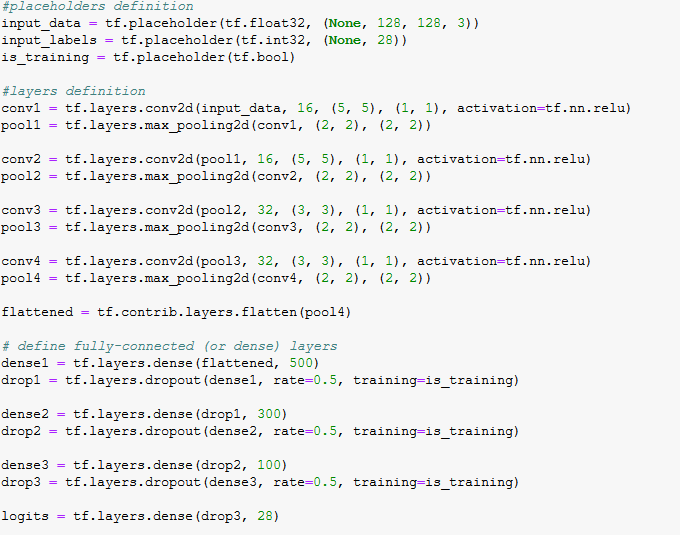 #placeholders definition
input_data = tf.placeholder(tf.float32, (None, 128, 128, 3))
input_labels = tf.placeholder(tf.int32, (None, 28))
is_training = tf.placeholder(tf.bool)
#layers definition
conv1 = tf.layers.conv2d(input_data, 16, (5, 5), (1, 1), activation=tf.nn.relu)
pool1 = tf.layers.max_pooling2d(conv1, (2, 2), (2, 2))
conv2 = tf.layers.conv2d(pool1, 16, (5, 5), (1, 1), activation=tf.nn.relu)
pool2 = tf.layers.max_pooling2d(conv2, (2, 2), (2, 2))
conv3 = tf.layers.conv2d(pool2, 32, (3, 3), (1, 1), activation=tf.nn.relu)
pool3 = tf.layers.max_pooling2d(conv3, (2, 2), (2, 2))
conv4 = tf.layers.conv2d(pool3, 32, (3, 3), (1, 1), activation=tf.nn.relu)
pool4 = tf.layers.max_pooling2d(conv4, (2, 2), (2, 2))
flattened = tf.contrib.layers.flatten(pool4)
# define fully-connected (or dense) layers
dense1 = tf.layers.dense(flattened, 500)
drop1 = tf.layers.dropout(dense1, rate=0.5, training=is_training)
dense2 = tf.layers.dense(drop1, 300)
drop2 = tf.layers.dropout(dense2, rate=0.5, training=is_training)
dense3 = tf.layers.dense(drop2, 100)
drop3 = tf.layers.dropout(dense3, rate=0.5, training=is_training)
logits = tf.layers.dense(drop3, 28)